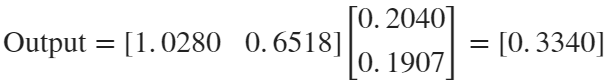 Output = [1.0280 0.6518] [0.2040 0.1907] = [0.3340]